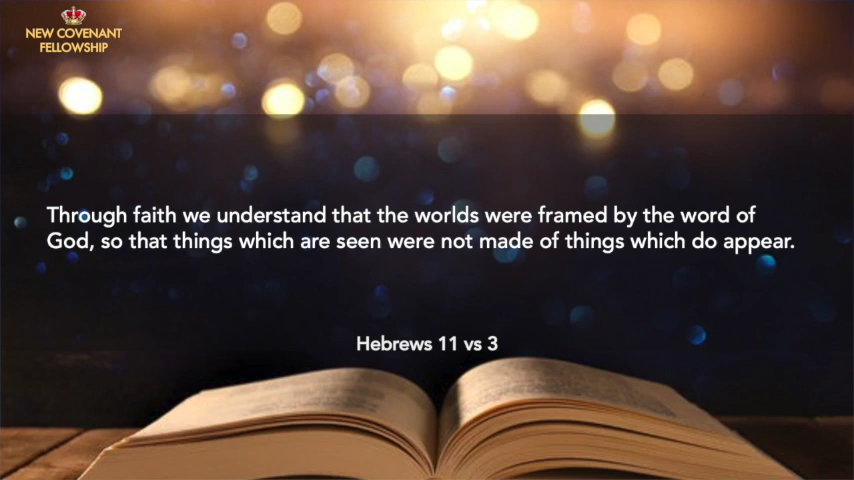 NEW COVENANT
FELLOWSHIP
Through faith we understand that the worlds were framed by the word of
God, so that things which are seen were not made of things which do appear.
Hebrews 11 vs 3